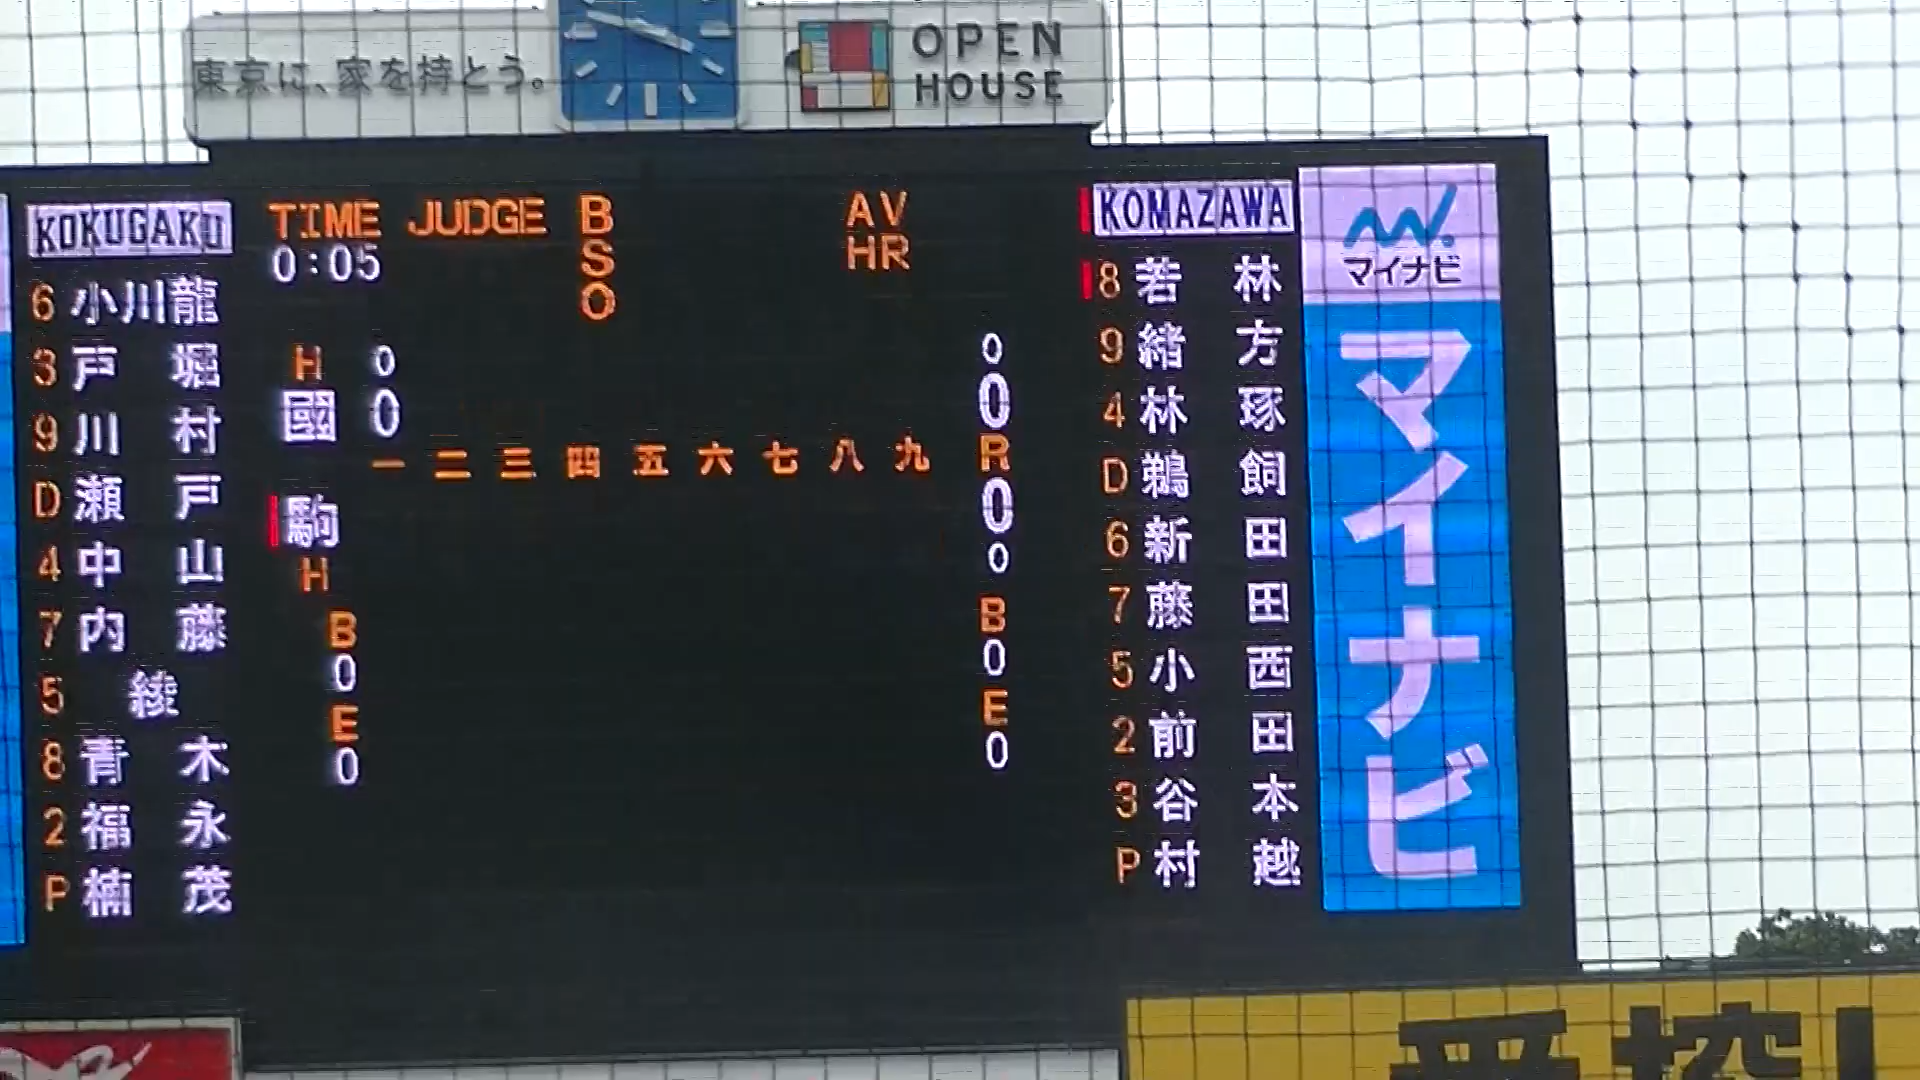 東京に、家を持とう。
OPEN
HOUSE
KOKUGAKU
6 小川龍
3 戸 堀
9 川 村
D 瀬 戸
4 中 山
7 内 藤
5 綾
8 青 木
2 福 永
P 楠 茂
TIME JUDGE B
0:05 S
O
AV
HR
H 0 0
國 0 0
一 二 三 四 五 六 七 八 九 R
駒 0
H 0
B B
0 0
E E
0 0
KOMAZAWA
8 若 林
9 緒 方
4 林 琢
D 鵜 飼
6 新 田
7 藤 田
5 小 西
2 前 田
3 谷 本
P 村 越
マイナビ
マイナビ